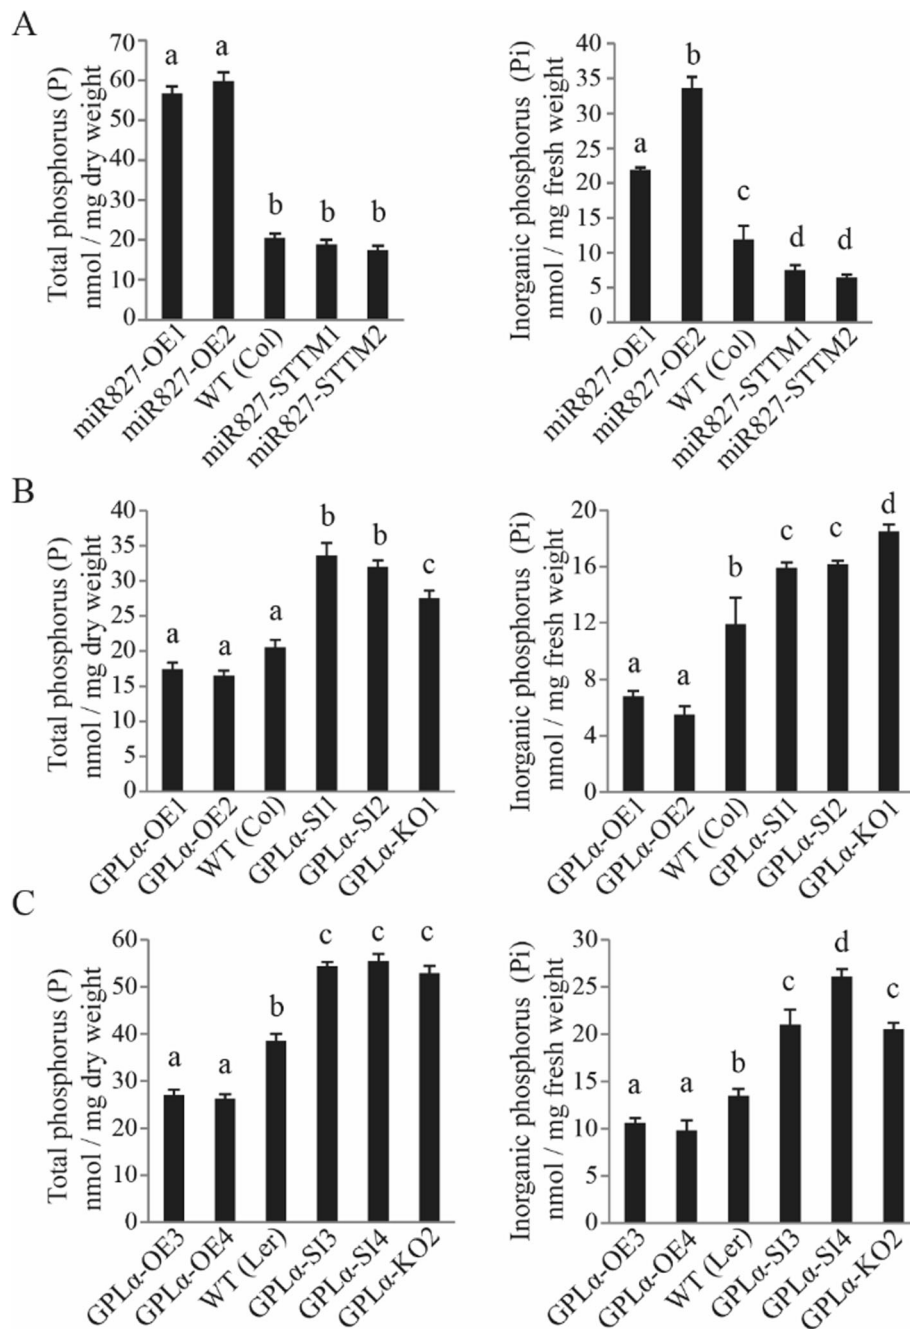 A
Total phosphorus (P)
nmol / mg dry weight
70
60
50
40
30
20
10
0
a
a
b
b
b
miR827-OE1
miR827-OE2
WT (Col)
miR827-STTM1
miR827-STTM2
Inorganic phosphorus (Pi)
nmol / mg fresh weight
40
35
30
25
20
15
10
5
0
a
b
c
d
d
miR827-OE1
miR827-OE2
WT (Col)
miR827-STTM1
miR827-STTM2
B
Total phosphorus (P)
nmol / mg dry weight
40
35
30
25
20
15
10
5
0
a
a
a
b
b
c
GPLα-OE1
GPLα-OE2
WT (Col)
GPLα-SI1
GPLα-SI2
GPLα-KO1
Inorganic phosphorus (Pi)
nmol / mg fresh weight
20
16
12
8
4
0
a
a
b
c
c
d
GPLα-OE1
GPLα-OE2
WT (Col)
GPLα-SI1
GPLα-SI2
GPLα-KO1
C
Total phosphorus (P)
nmol / mg dry weight
60
50
40
30
20
10
0
a
a
b
c
c
c
GPLα-OE3
GPLα-OE4
WT (Ler)
GPLα-SI3
GPLα-SI4
GPLα-KO2
Inorganic phosphorus (Pi)
nmol / mg fresh weight
30
25
20
15
10
5
0
a
a
b
c
d
c
GPLα-OE3
GPLα-OE4
WT (Ler)
GPLα-SI3
GPLα-SI4
GPLα-KO2